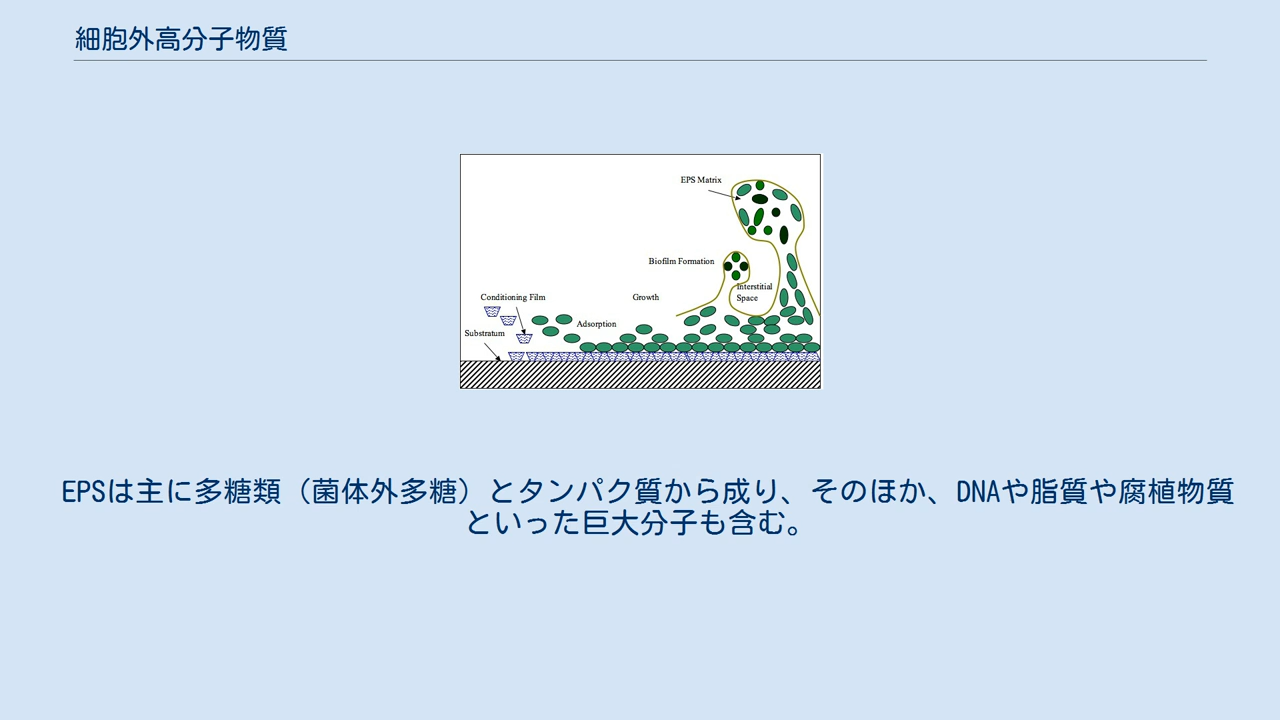 細胞外高分子物質
EPS Matrix
Biofilm Formation
Interstitial
Space
Conditioning Film
Growth
Adsorption
Substratum
EPSは主に多糖類（菌体外多糖）とタンパク質から成り、そのほか、DNAや脂質や腐植物質
といった巨大分子も含む。